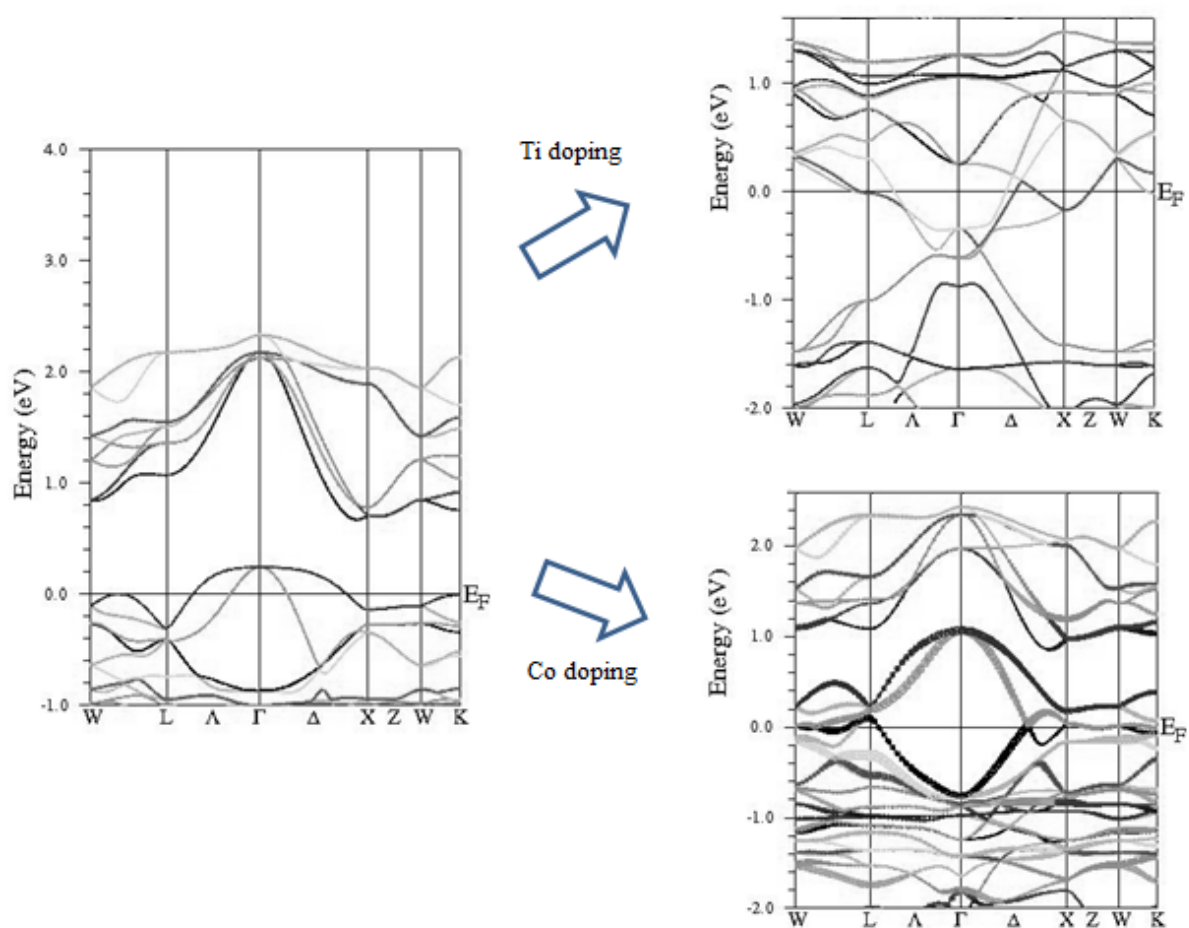 4.0
3.0
2.0
1.0
0.0
-1.0
Energy (eV)
E_F
W L Λ Γ Δ X Z W K
Ti doping
Co doping
1.0
0.0
-1.0
-2.0
Energy (eV)
E_F
W L Λ Γ Δ X Z W K
2.0
1.0
0.0
-1.0
-2.0
Energy (eV)
E_F
W L Λ Γ Δ X Z W K